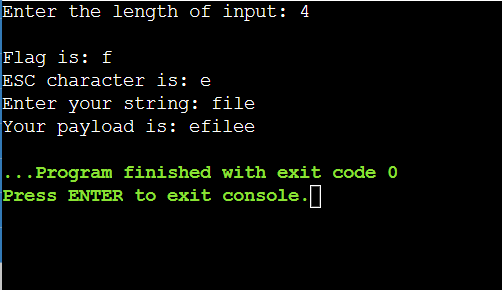 Enter the length of input: 4
Flag is: f
ESC character is: e
Enter your string: file
Your payload is: efilee
...Program finished with exit code 0
Press ENTER to exit console.